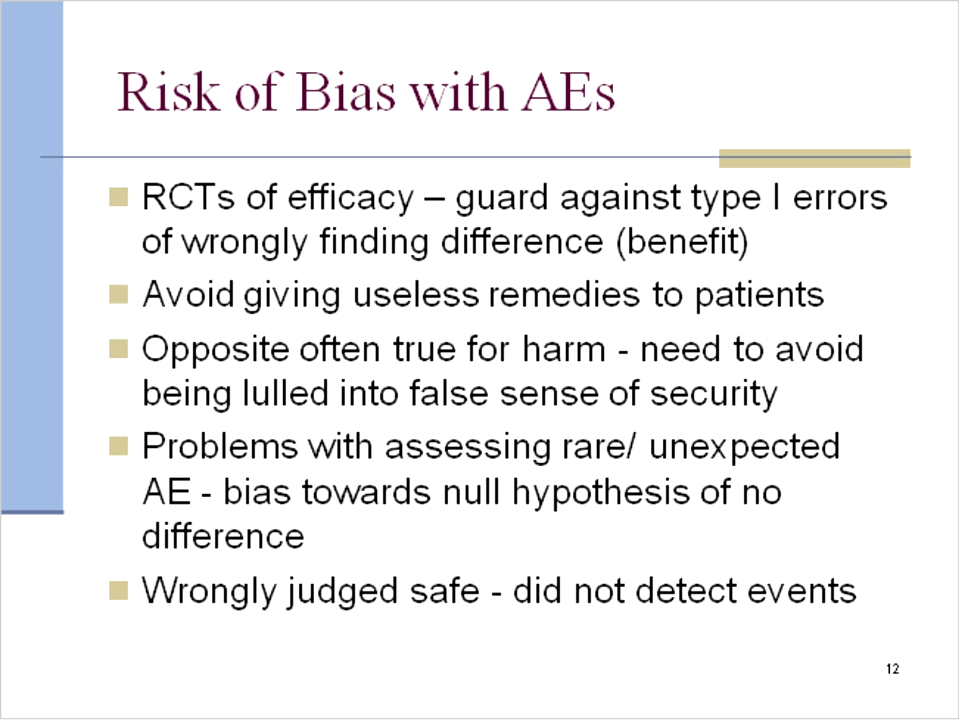 Risk of Bias with AEs
RCTs of efficacy – guard against type I errors
of wrongly finding difference (benefit)
Avoid giving useless remedies to patients
Opposite often true for harm - need to avoid
being lulled into false sense of security
Problems with assessing rare/ unexpected
AE - bias towards null hypothesis of no
difference
Wrongly judged safe - did not detect events
12